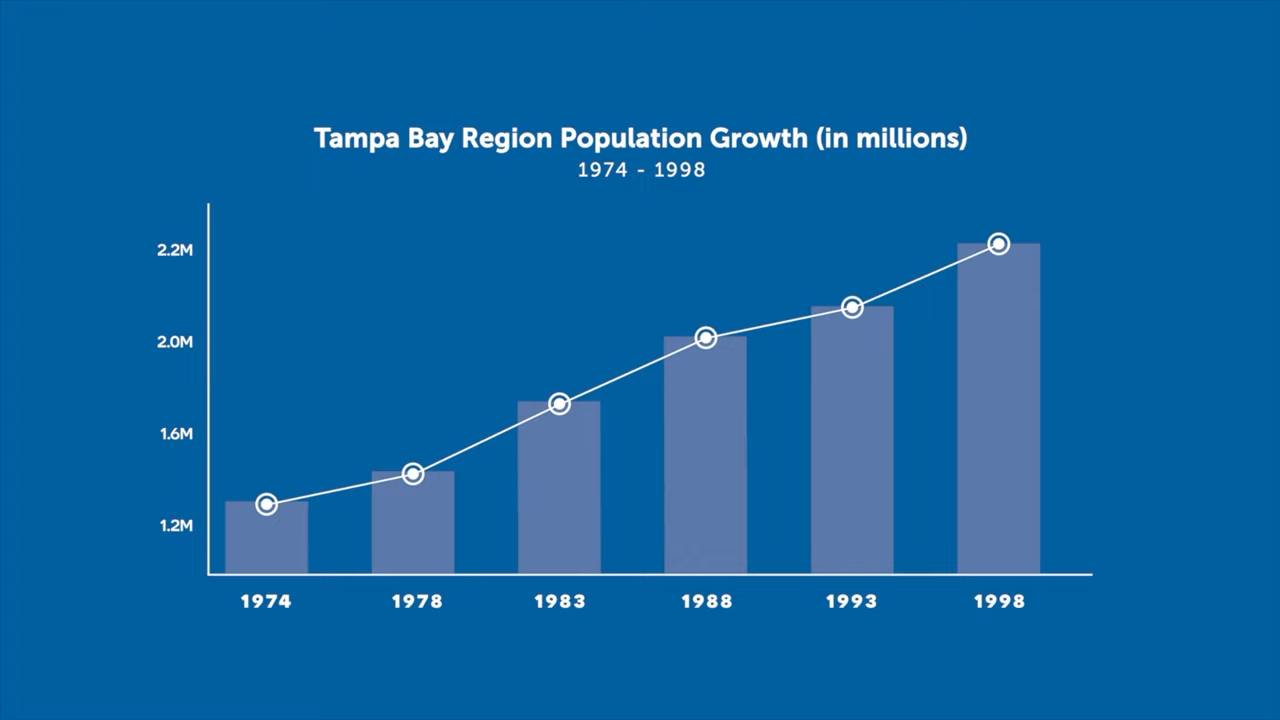 Tampa Bay Region Population Growth (in millions)
1974 - 1998
2.2M
2.0M
1.6M
1.2M
1974 1978 1983 1988 1993 1998